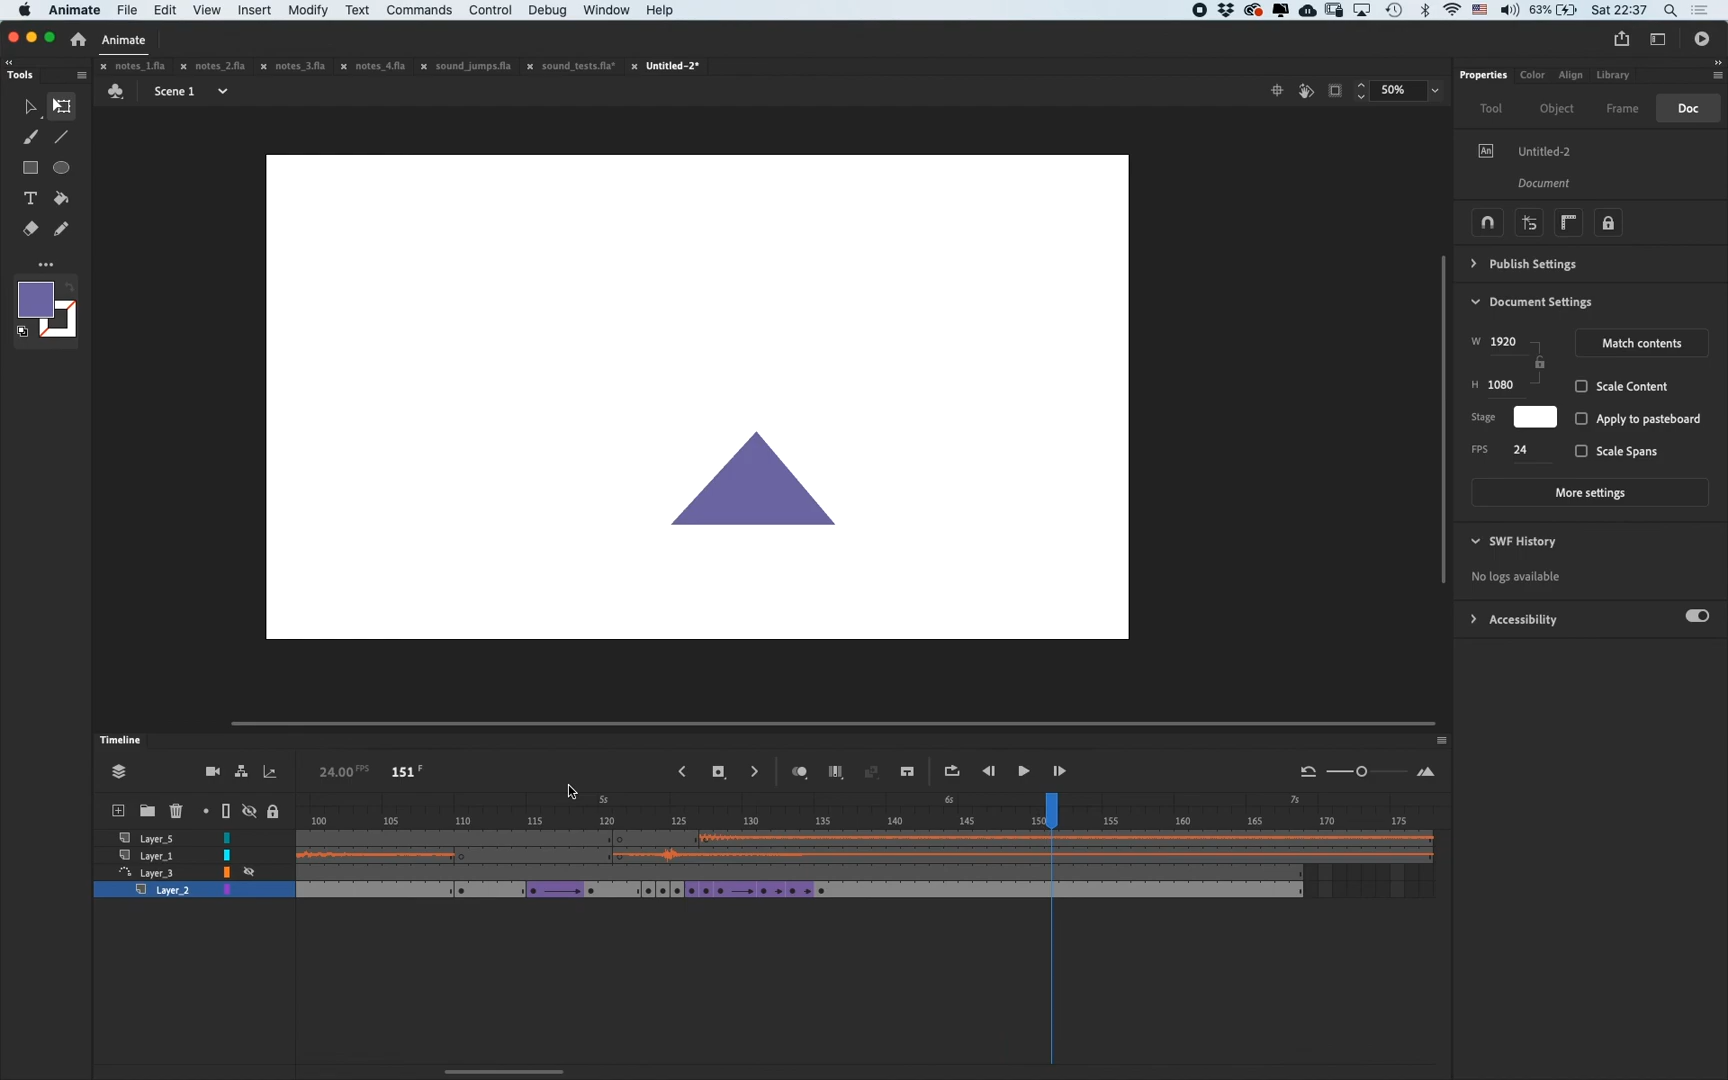 Animate File Edit View Insert Modify Text Commands Control Debug Window Help 63% Sat 22:37
Animate
Tools
notes_1.fla notes_2.fla notes_3.fla notes_4.fla sound_jumps.fla sound_tests.fla* Untitled-2*
Properties Color Align Library
Scene 1 50%
Tool Object Frame Doc
An Untitled-2
Document
Publish Settings
Document Settings
W 1920 Match contents
H 1080 Scale Content
Stage Apply to pasteboard
FPS 24 Scale Spans
More settings
SWF History
No logs available
Accessibility
Timeline
24.00 FPS 151 F
5s 6s 7s
100 105 110 115 120 125 130 135 140 145 150 155 160 165 170 175
Layer_5
Layer_1
Layer_3
Layer_2